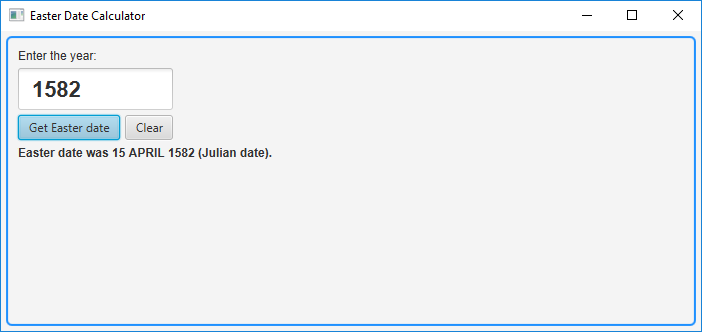 Easter Date Calculator
Enter the year:
1582
Get Easter date Clear
Easter date was 15 APRIL 1582 (Julian date).